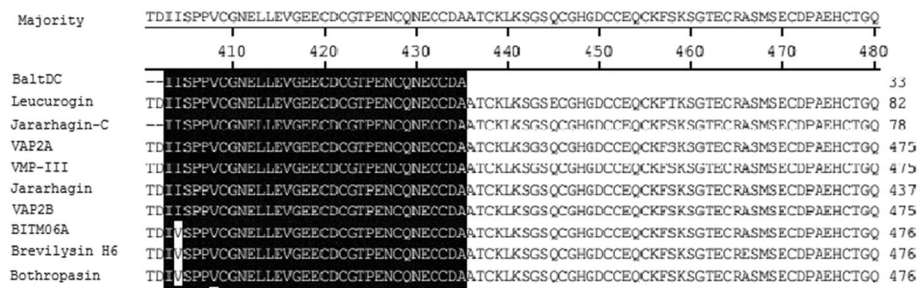 Majority TDIISPPVCGNELLEVGEECDCGTPENCQNECCDAATCKLKSGSQCGHGDCCEQCKFSKSGTECRASMSECDPAEHCTGQ
410 420 430 440 450 460 470 480
BaltDC --IISPPVCGNELLEVGEECDCGTPENCQNECCDA 33
Leucurogin TDIISPPVCGNELLEVGEECDCGTPENCQNECCDAATCKLKSGSECGHGDCCEQCKFTKSGTECRASMSECDPAEHCTGQ 82
Jararhagin-C --IISPPVCGNELLEVGEECDCGTPENCQNECCDAATCKLKSGSQCGHGDCCEQCKFSKSGTECRASMSECDPAEHCTGQ 78
VAP2A TDIISPPVCGNELLEVGEECDCGTPENCQNECCDAATCKLKSGSQCGHGDCCEQCKFSKSGTECRASMSECDPAEHCTGQ 475
VMP-III TDIISPPVCGNELLEVGEECDCGTPENCQNECCDAATCKLKSGSQCGHGDCCEQCKFSKSGTECRASMSECDPAEHCTGQ 475
Jararhagin TDIISPPVCGNELLEVGEECDCGTPENCQNECCDAATCKLKSGSQCGHGDCCEQCKFSKSGTECRASMSECDPAEHCTGQ 437
VAP2B TDIISPPVCGNELLEVGEECDCGTPENCQNECCDAATCKLKSGSQCGHGDCCEQCKFSKSGTECRASMSECDPAEHCTGQ 475
BITM06A TDIVSPPVCGNELLEVGEECDCGTPENCQNECCDAATCKLKSGSQCGHGDCCEQCKFSKSGTECRASMSECDPAEHCTGQ 476
Brevilysin H6 TDIVSPPVCGNELLEVGEECDCGTPENCQNECCDAATCKLKSGSQCGHGDCCEQCKFSKSGTECRESMSECDPAEHCTGQ 476
Bothropasin TDIVSPPVCGNELLEVGEECDCGTPENCQNECCDAATCKLKSGSQCGHGDCCEQCKFSKSGTECRASMSECDPAEHCTGQ 476